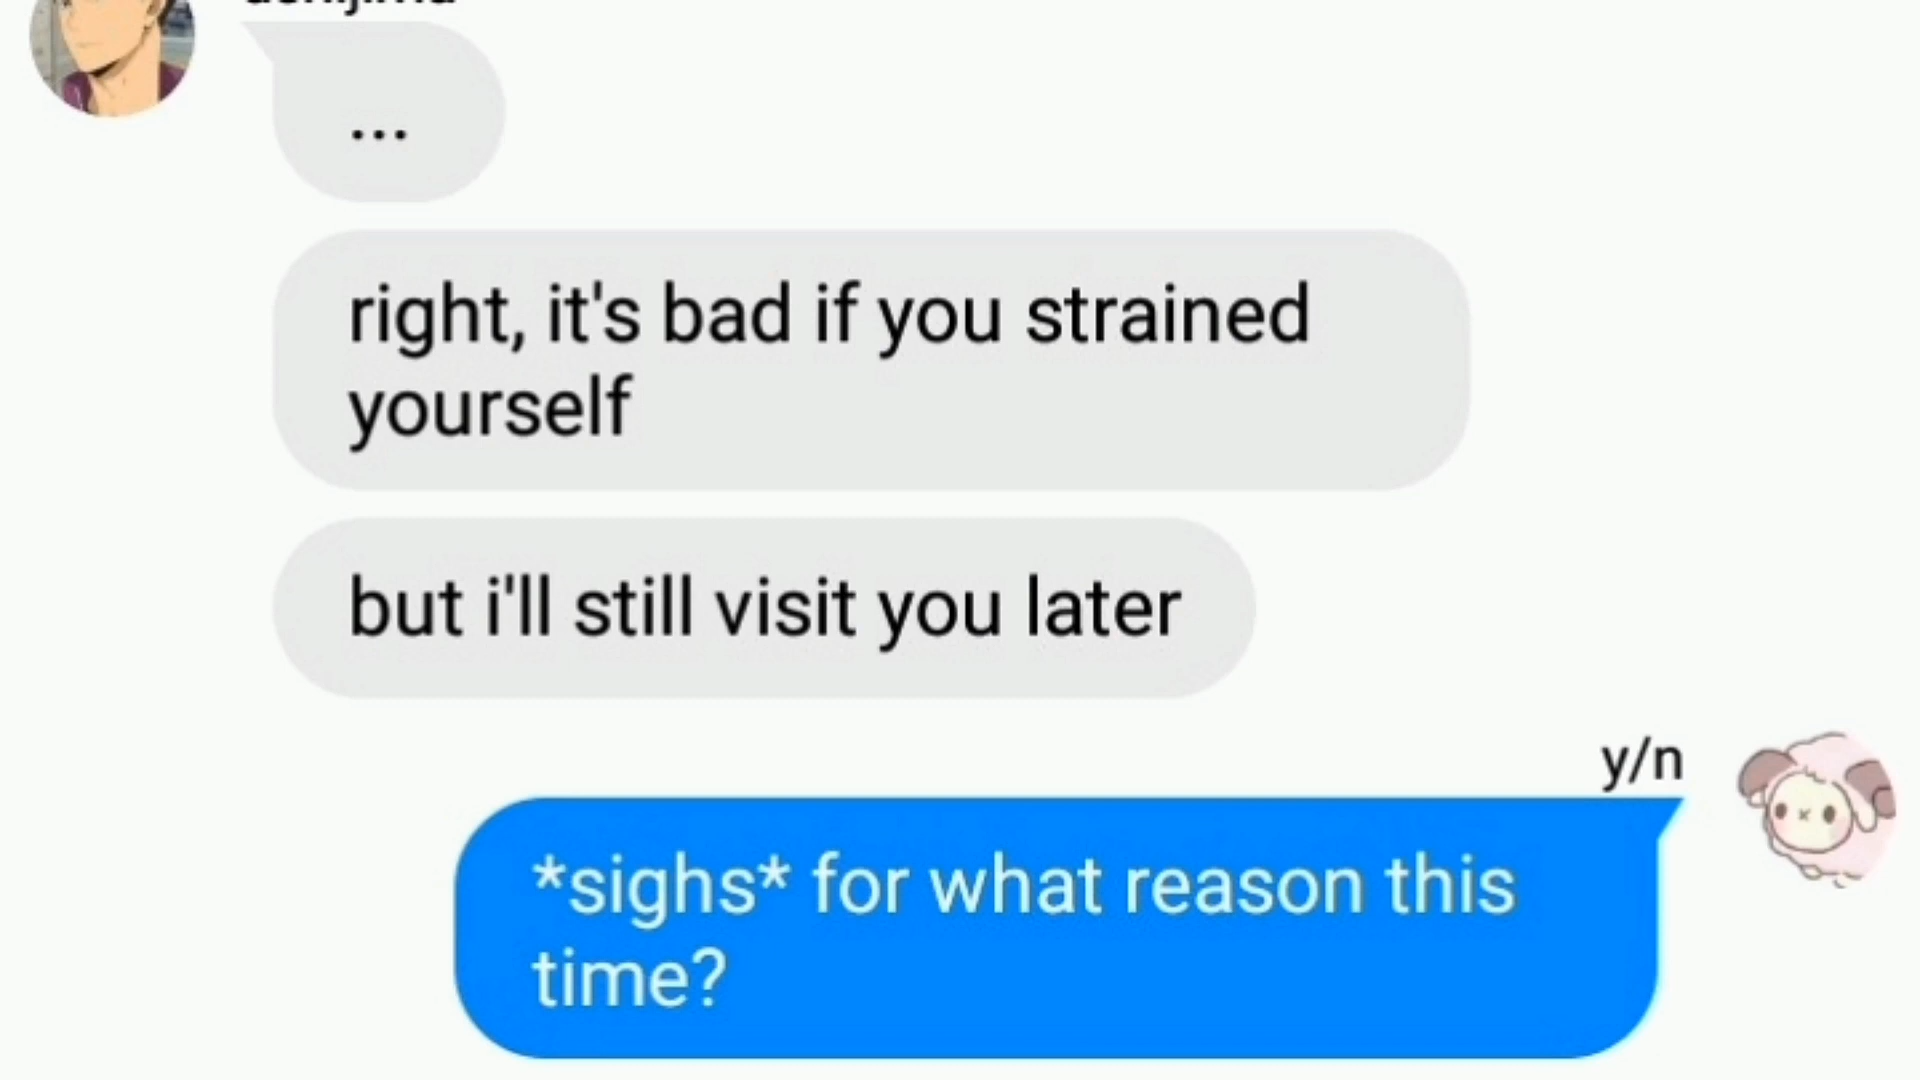 ...
right, it's bad if you strained
yourself
but i'll still visit you later
y/n
*sighs* for what reason this
time?